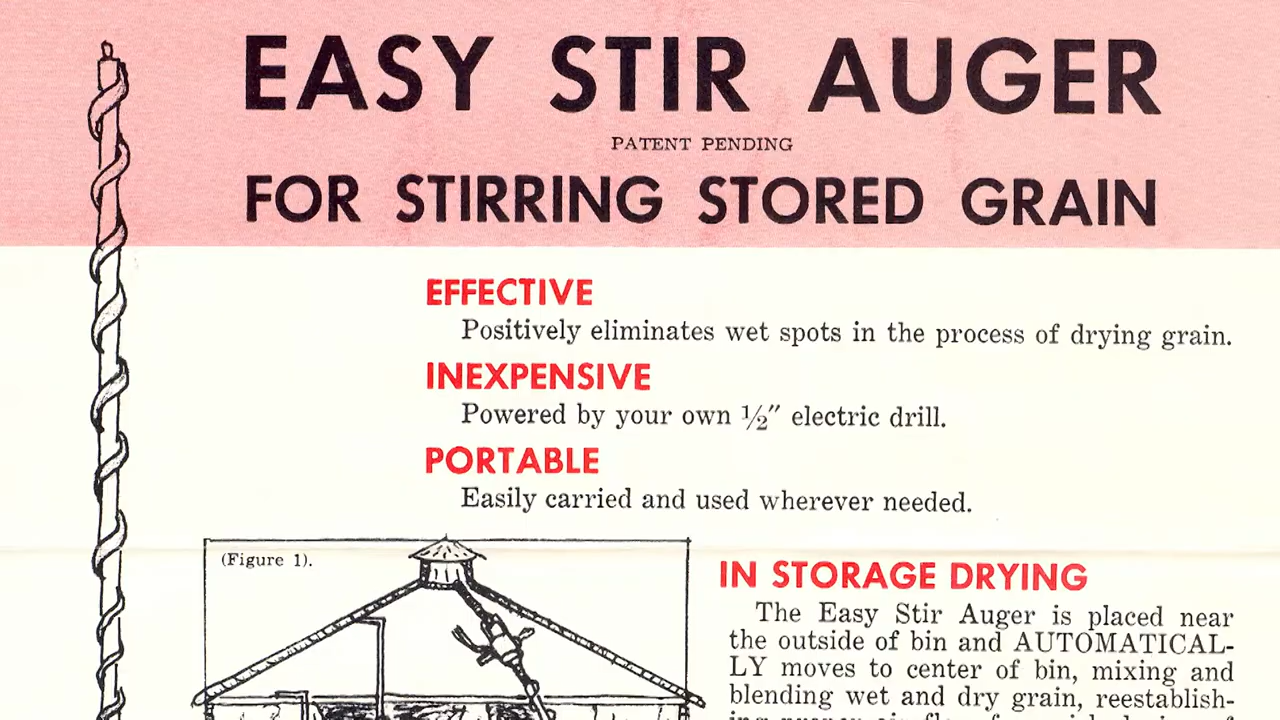 EASY STIR AUGER
PATENT PENDING
FOR STIRRING STORED GRAIN
EFFECTIVE
Positively eliminates wet spots in the process of drying grain.
INEXPENSIVE
Powered by your own ½″ electric drill.
PORTABLE
Easily carried and used wherever needed.
(Figure 1).
IN STORAGE DRYING
The Easy Stir Auger is placed near
the outside of bin and AUTOMATICAL-
LY moves to center of bin, mixing and
blending wet and dry grain, reestablish-